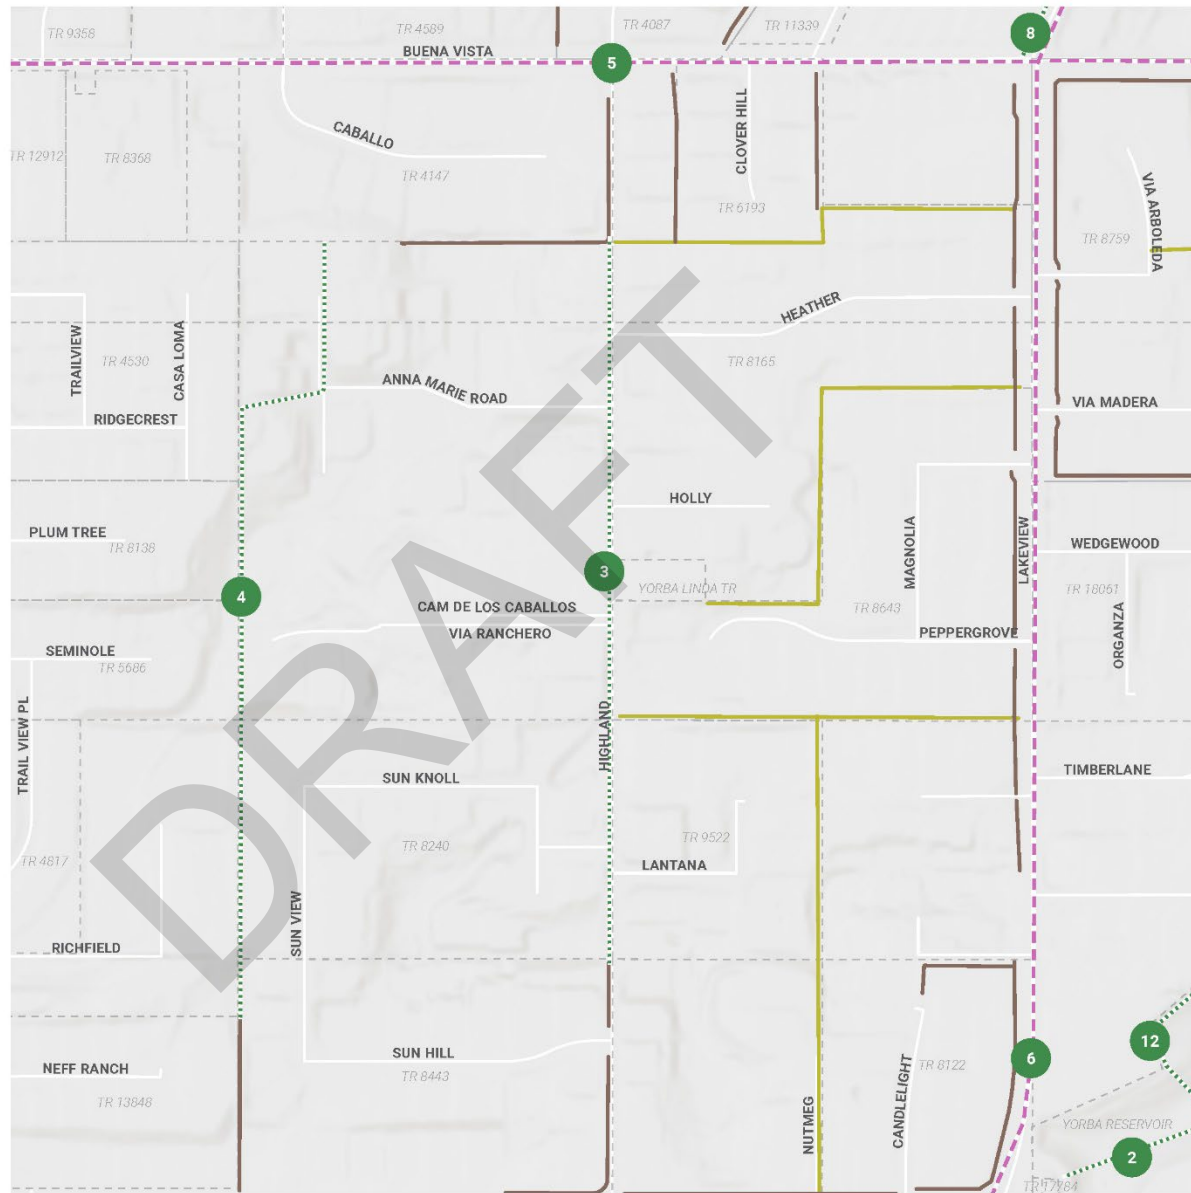 TR 9358
TR 4589
TR 4087
TR 11339
8
BUENA VISTA
5
CABALLO
CLOVER HILL
TR 12912
TR 8368
TR 4147
TR 6193
VIA ARBOLEDA
TR 8759
HEATHER
TRAILVIEW
CASA LOMA
TR 4530
TR 8165
ANNA MARIE ROAD
VIA MADERA
RIDGECREST
HOLLY
PLUM TREE
TR 8138
MAGNOLIA
LAKEVIEW
WEDGEWOOD
3
4
YORBA LINDA TR
TR 18051
CAM DE LOS CABALLOS
TR 8643
VIA RANCHERO
PEPPERGROVE
ORGANZA
SEMINOLE
TR 5686
TRAIL VIEW PL
HIGHLAND
DRAFT
SUN KNOLL
TIMBERLANE
TR 9522
TR 8240
TR 4817
LANTANA
SUN VIEW
RICHFIELD
12
SUN HILL
6
NEFF RANCH
TR 8443
TR 8122
TR 13848
CANDLELIGHT
NUTMEG
YORBA RESERVOIR
2
TR 17784